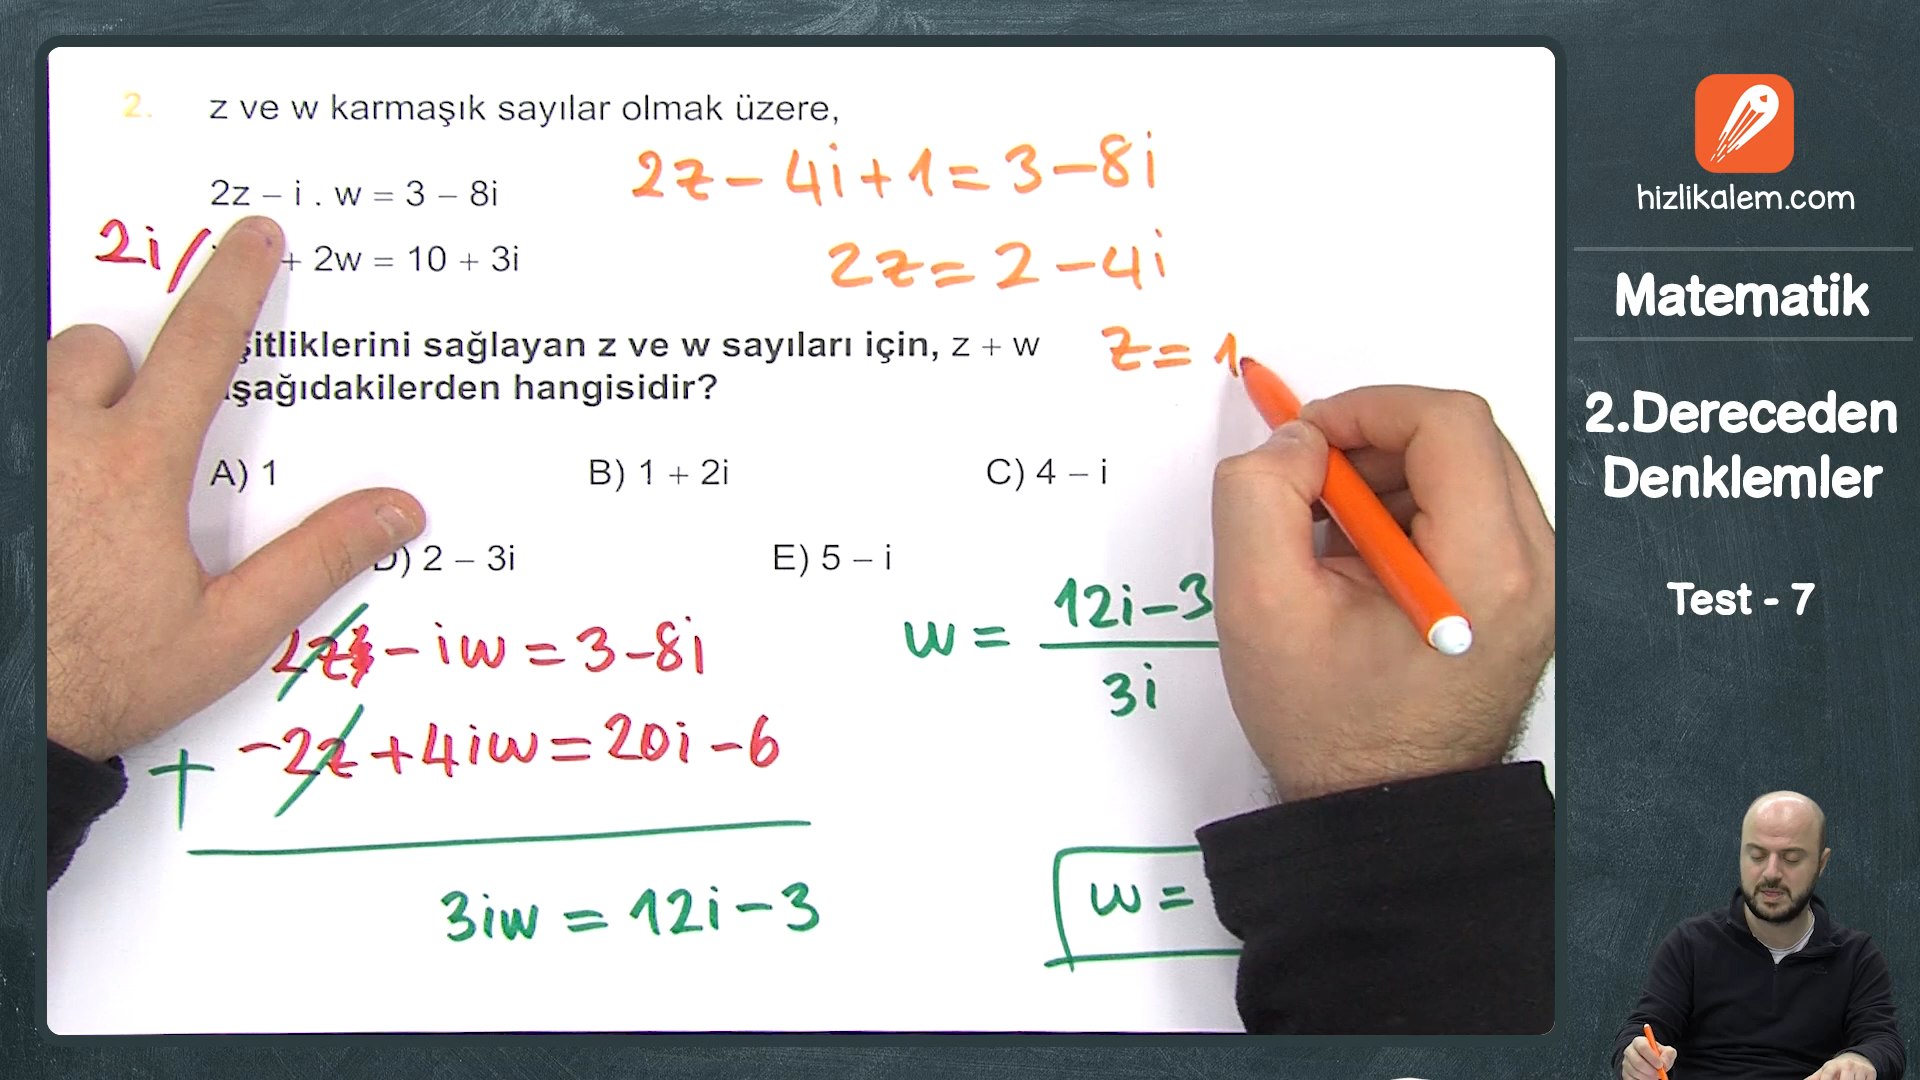 2. z ve w karmaşık sayılar olmak üzere,
2z – i . w = 3 – 8i
2i/
+ 2w = 10 + 3i
şitliklerini sağlayan z ve w sayıları için, z + w
şağıdakilerden hangisidir?
A) 1 B) 1 + 2i C) 4 – i
D) 2 – 3i E) 5 – i
2z - 4i + 1 = 3 - 8i
2z = 2 - 4i
z = 1
2z - iw = 3 - 8i
-2z + 4iw = 20i - 6
+
3iw = 12i - 3
w = 12i - 3
3i
w =
hizlikalem.com
Matematik
2.Dereceden
Denklemler
Test - 7